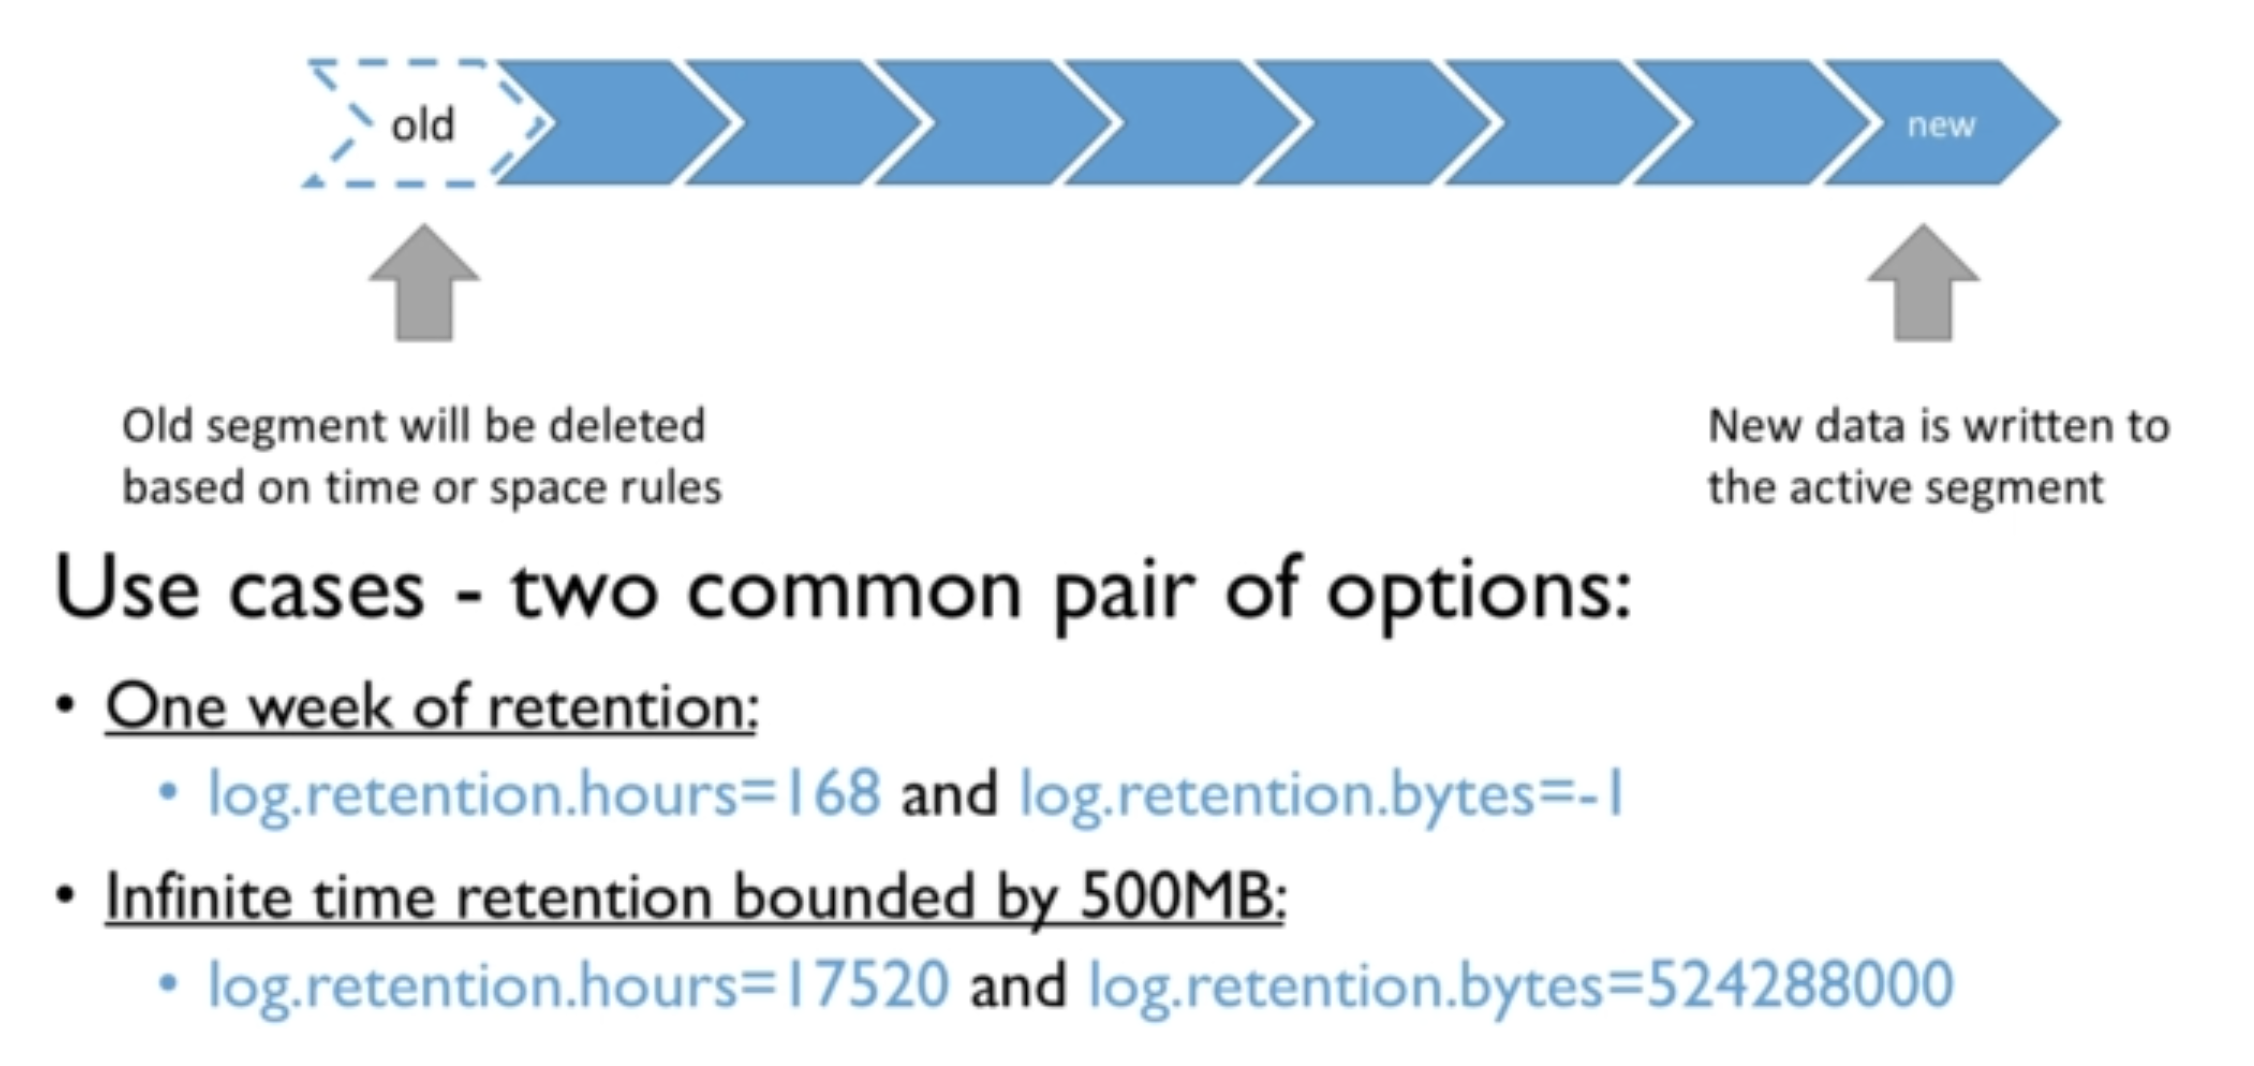 old
new
Old segment will be deleted
based on time or space rules
New data is written to
the active segment
Use cases - two common pair of options:
• One week of retention:
• log.retention.hours=168 and log.retention.bytes=-1
• Infinite time retention bounded by 500MB:
• log.retention.hours=17520 and log.retention.bytes=524288000